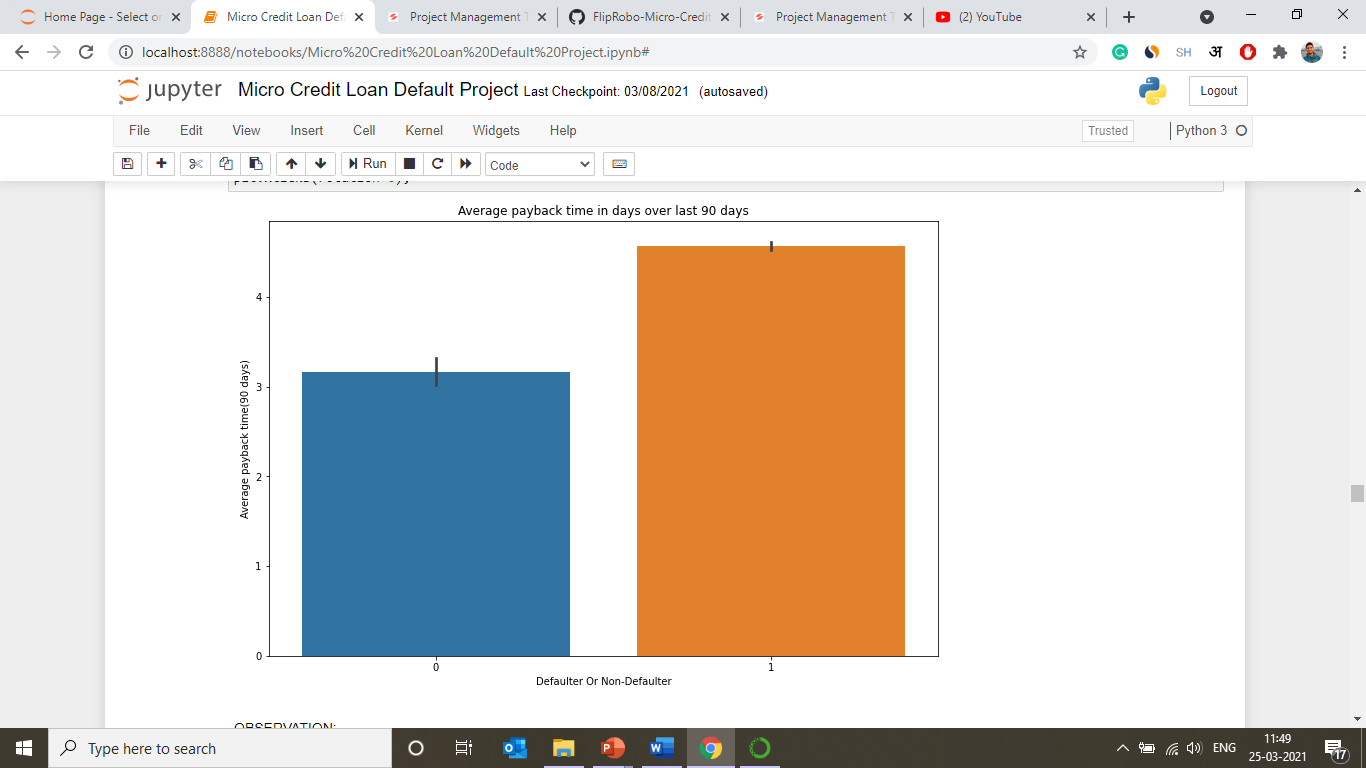 Home Page - Select or
Micro Credit Loan Def
Project Management T
FlipRobo-Micro-Credit
Project Management T
(2) YouTube
localhost:8888/notebooks/Micro%20Credit%20Loan%20Default%20Project.ipynb#
SH
अ
jupyter Micro Credit Loan Default Project Last Checkpoint: 03/08/2021 (autosaved)
Logout
File Edit View Insert Cell Kernel Widgets Help
Trusted
Python 3
Run
Code
Average payback time in days over last 90 days
Average payback time(90 days)
4
3
2
1
0
0 1
Defaulter Or Non-Defaulter
OBSERVATION:
Type here to search
ENG
11:49
25-03-2021
17